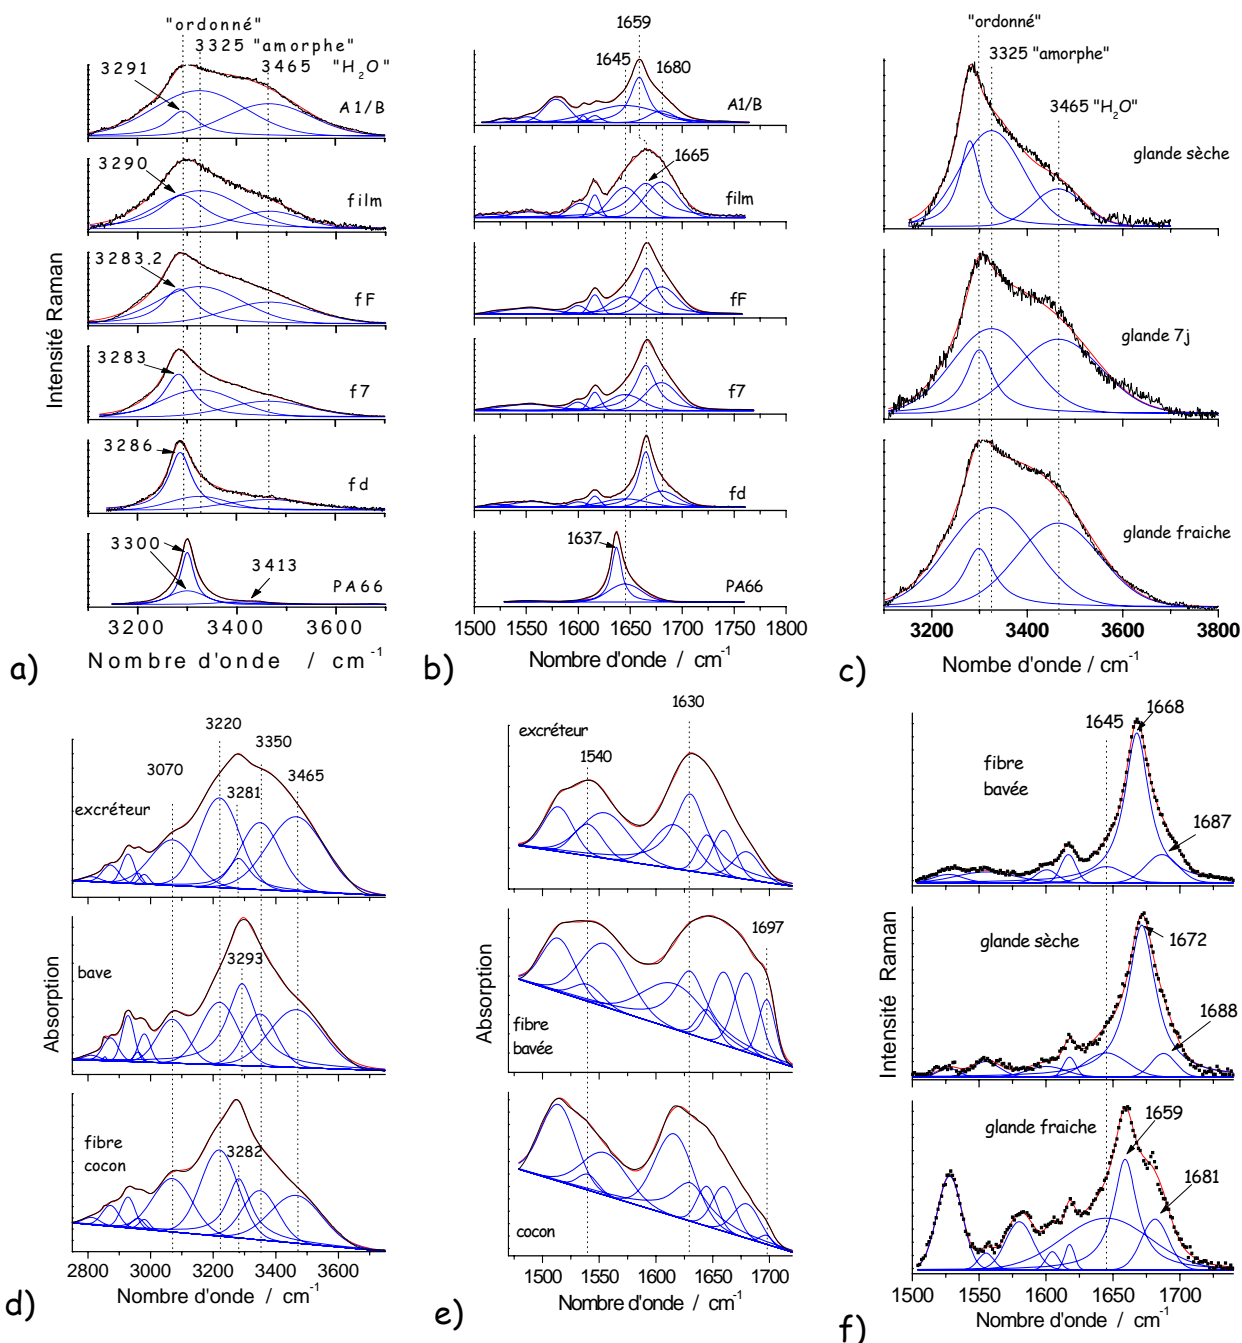 "ordonné"
3325 "amorphe"
3465 "H₂O"
3291
A1/B
3290
film
3283.2
fF
3283
f7
3286
fd
3300
3413
PA66
Intensité Raman
3200 3400 3600
Nombre d'onde / cm⁻¹
a)
1659
1645
1680
A1/B
1665
film
fF
f7
fd
1637
PA66
1500 1550 1600 1650 1700 1750 1800
Nombre d'onde / cm⁻¹
b)
"ordonné"
3325 "amorphe"
3465 "H₂O"
glande sèche
glande 7j
glande fraiche
3200 3400 3600 3800
Nombe d'onde / cm⁻¹
c)
3220
3350
3070
3281
3465
excréteur
bave
3293
fibre
cocon
3282
Absorption
2800 3000 3200 3400 3600
Nombre d'onde / cm⁻¹
d)
1630
excréteur
1540
1697
fibre
bavée
cocon
Absorption
1500 1550 1600 1650 1700
Nombre d'onde / cm⁻¹
e)
1668
1645
fibre
bavée
1687
glande sèche
1672
1688
glande fraiche
1659
1681
Intensité Raman
1500 1550 1600 1650 1700
Nombre d'onde / cm⁻¹
f)